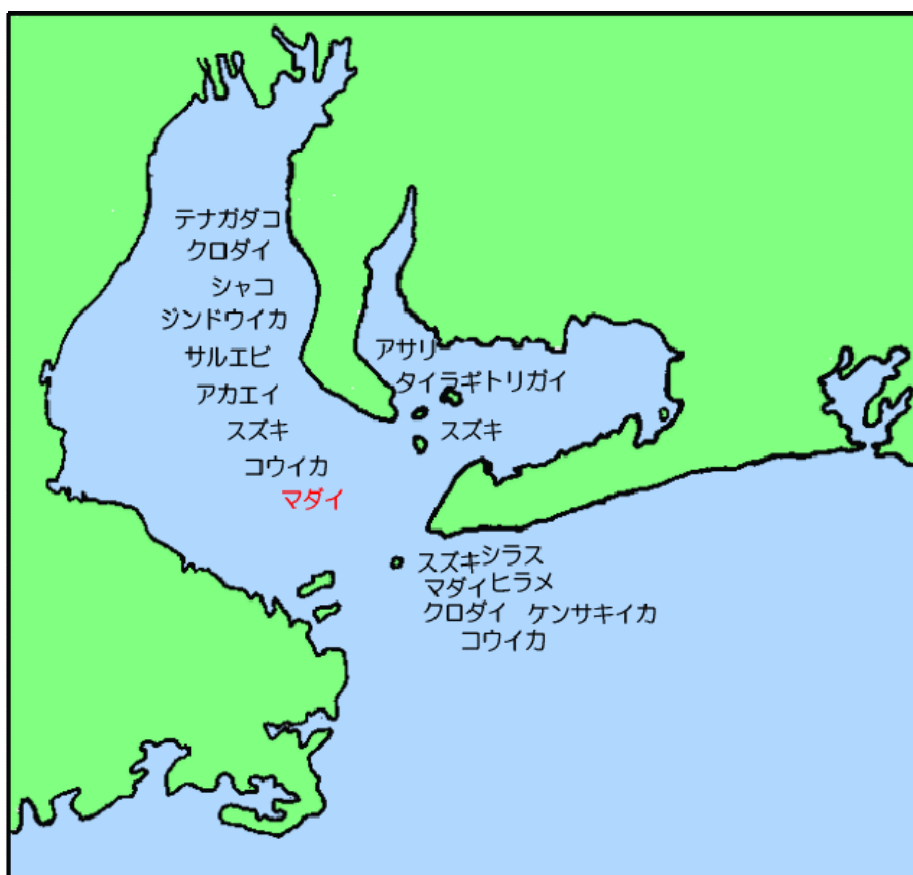 テナガダコ
クロダイ
シャコ
ジンドウイカ
サルエビ
アカエイ
スズキ
コウイカ
マダイ
アサリ
タイラギトリガイ
スズキ
スズキシラス
マダイヒラメ
クロダイ ケンサキイカ
コウイカ